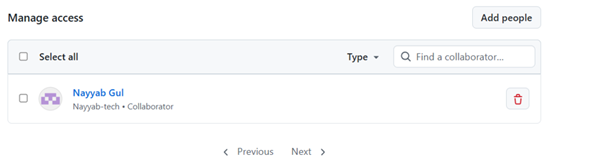 Manage access
Add people
Select all
Type
Find a collaborator...
Nayyab Gul
Nayyab-tech • Collaborator
Previous
Next